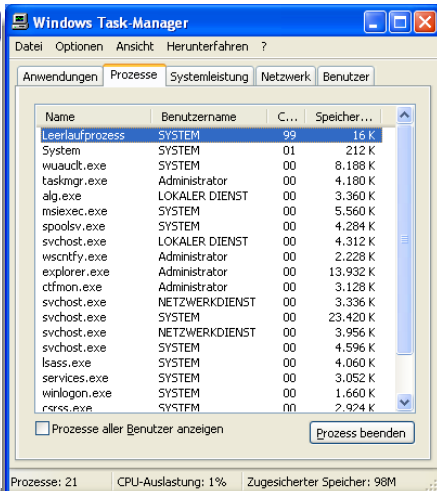 Windows Task-Manager
Datei Optionen Ansicht Herunterfahren ?
Anwendungen Prozesse Systemleistung Netzwerk Benutzer
Name Benutzername C... Speicher...
Leerlaufprozess SYSTEM 99 16 K
System SYSTEM 01 212 K
wuauclt.exe SYSTEM 00 8.188 K
taskmgr.exe Administrator 00 4.180 K
alg.exe LOKALER DIENST 00 3.360 K
msiexec.exe SYSTEM 00 5.560 K
spoolsv.exe SYSTEM 00 4.284 K
svchost.exe LOKALER DIENST 00 4.312 K
wscntfy.exe Administrator 00 2.228 K
explorer.exe Administrator 00 13.932 K
ctfmon.exe Administrator 00 3.128 K
svchost.exe NETZWERKDIENST 00 3.336 K
svchost.exe SYSTEM 00 23.420 K
svchost.exe NETZWERKDIENST 00 3.956 K
svchost.exe SYSTEM 00 4.596 K
lsass.exe SYSTEM 00 4.060 K
services.exe SYSTEM 00 3.052 K
winlogon.exe SYSTEM 00 1.660 K
csrss.exe SYSTEM 00 2.924 K
Prozesse aller Benutzer anzeigen Prozess beenden
Prozesse: 21 CPU-Auslastung: 1% Zugesicherter Speicher: 98M